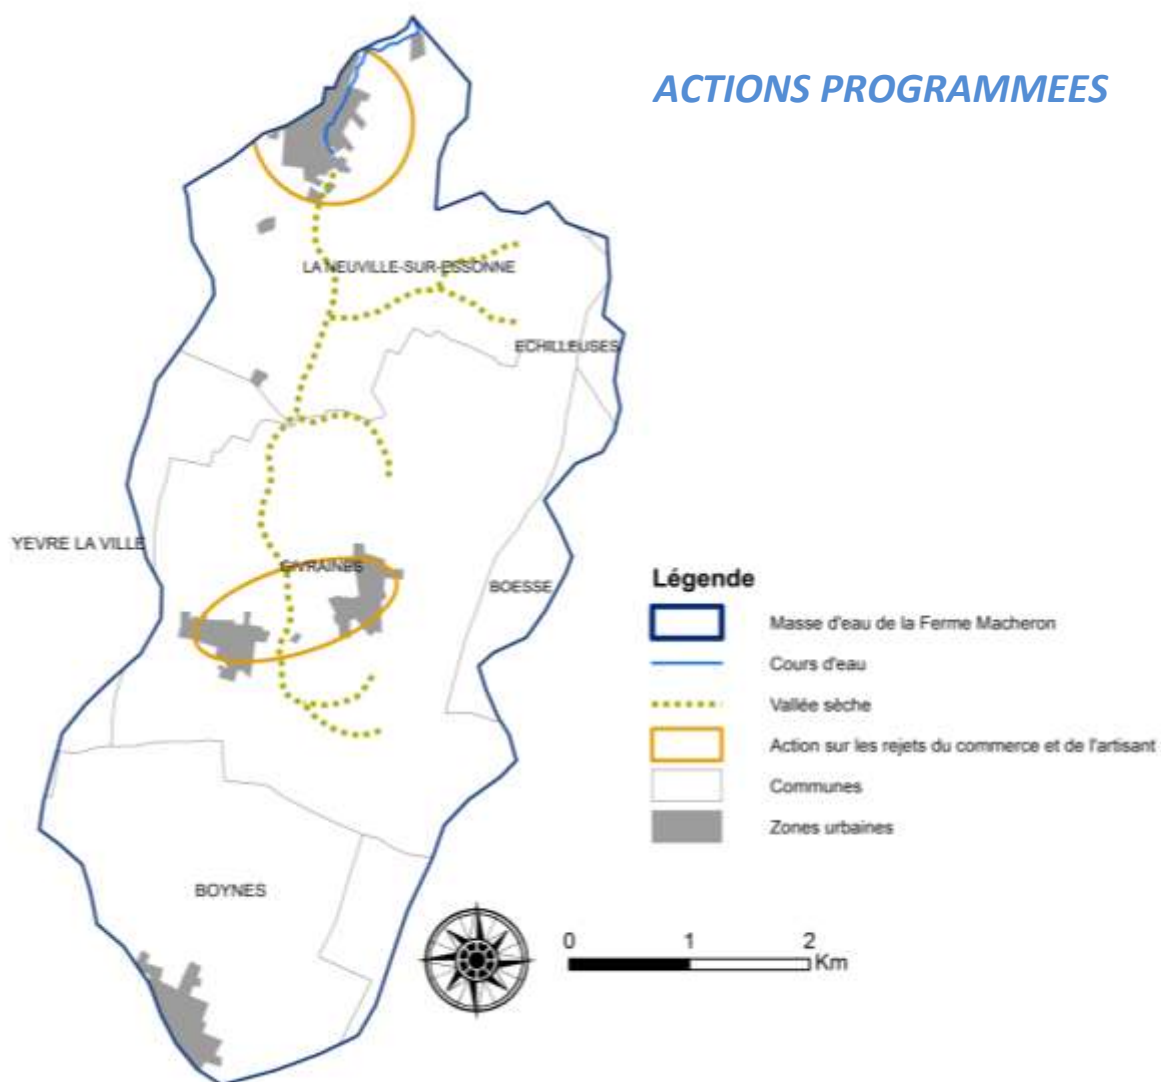 ACTIONS PROGRAMMEES
LA NEUVILLE-SUR-ESSONNE
ECHILLEUSES
YEVRE LA VILLE
GIVRAINES
BOESSE
BOYNES
Légende
Masse d'eau de la Ferme Macheron
Cours d'eau
Vallée sèche
Action sur les rejets du commerce et de l'artisant
Communes
Zones urbaines
0 1 2
Km